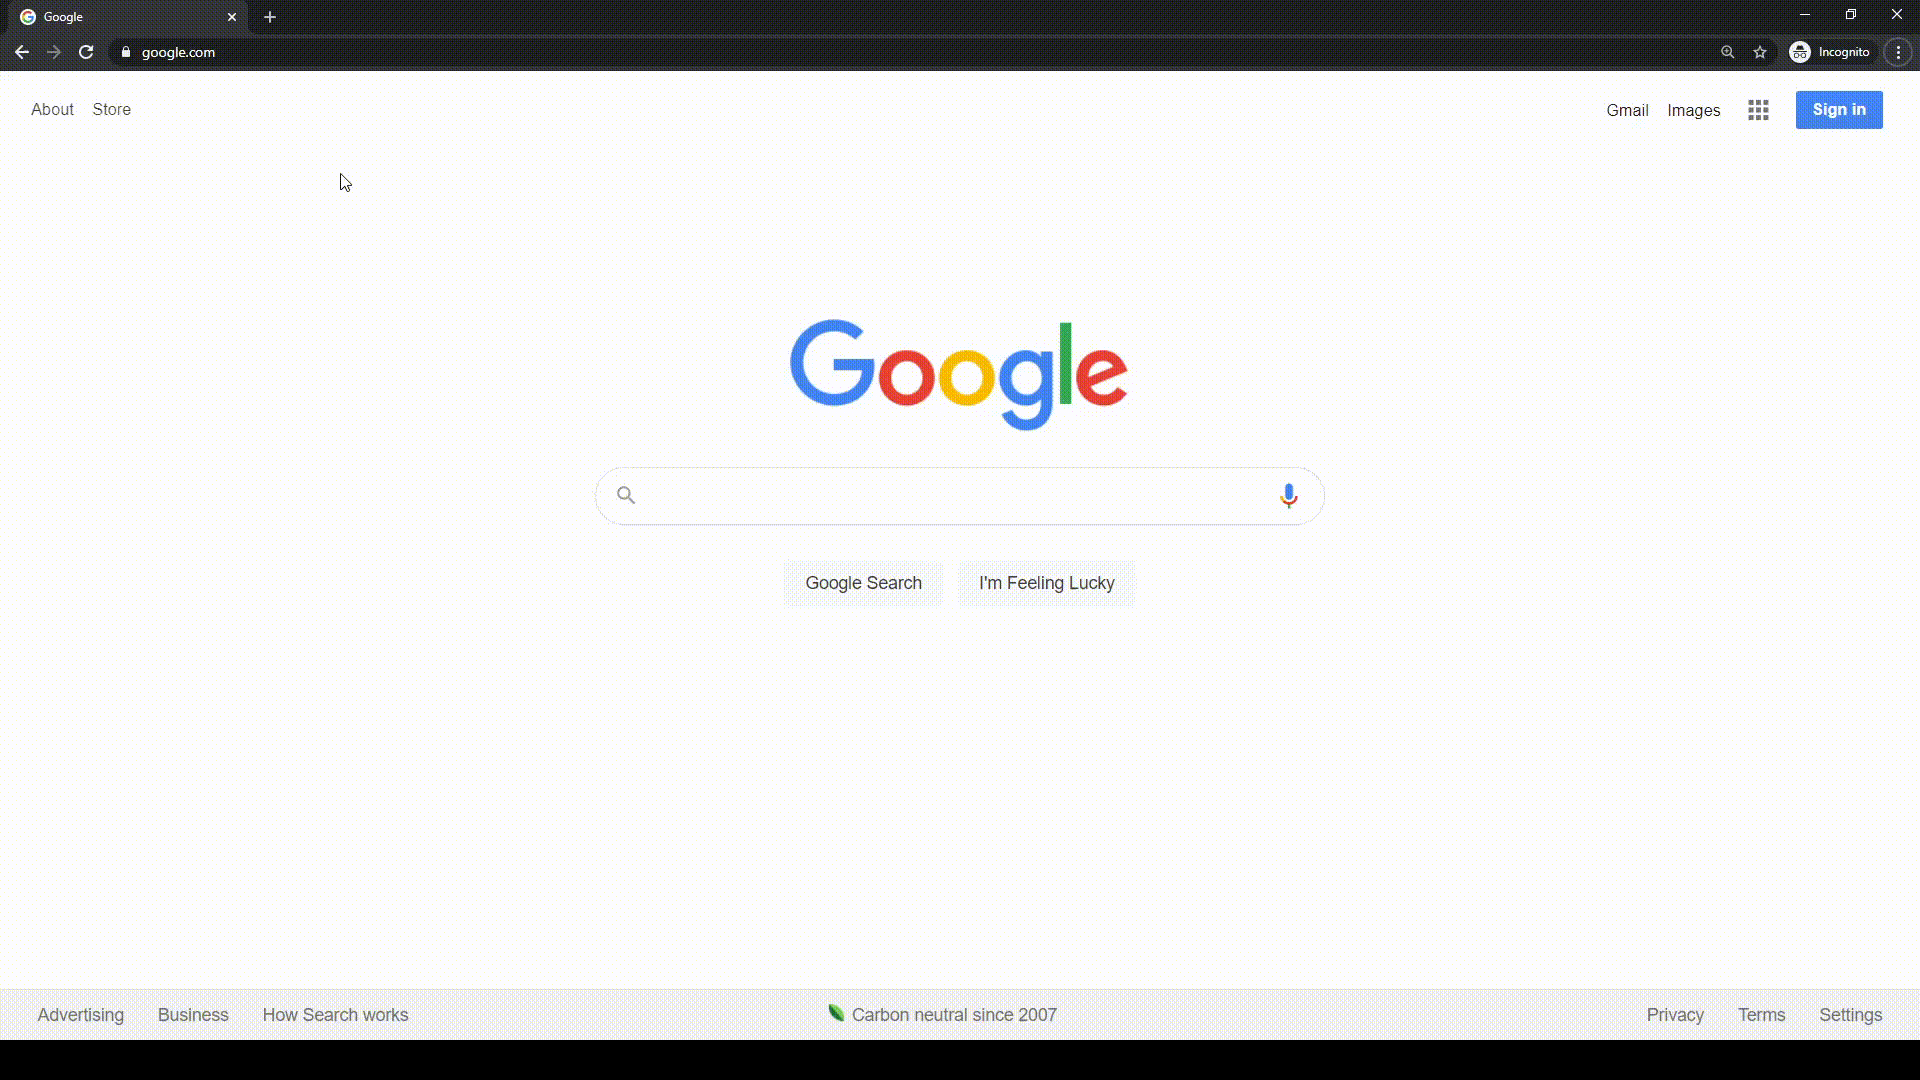 Google
google.com
Incognito
About Store
Gmail Images Sign in
Google
Google Search I'm Feeling Lucky
Advertising Business How Search works
Carbon neutral since 2007
Privacy Terms Settings